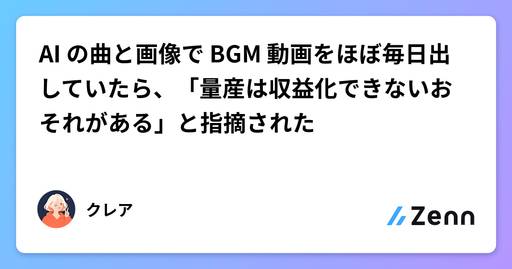 AI の曲と画像で BGM 動画をほぼ毎日出
していたら、「量産は収益化できないお
それがある」と指摘された
クレア
Zenn